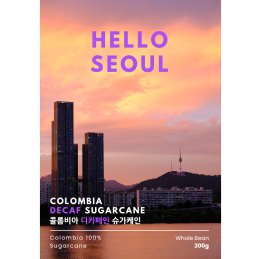 HELLO
SEOUL
COLOMBIA
DECAF SUGARCANE
콜롬비아 디카페인 슈가케인
Colombia 100%
Sugarcane
Whole Bean
200g